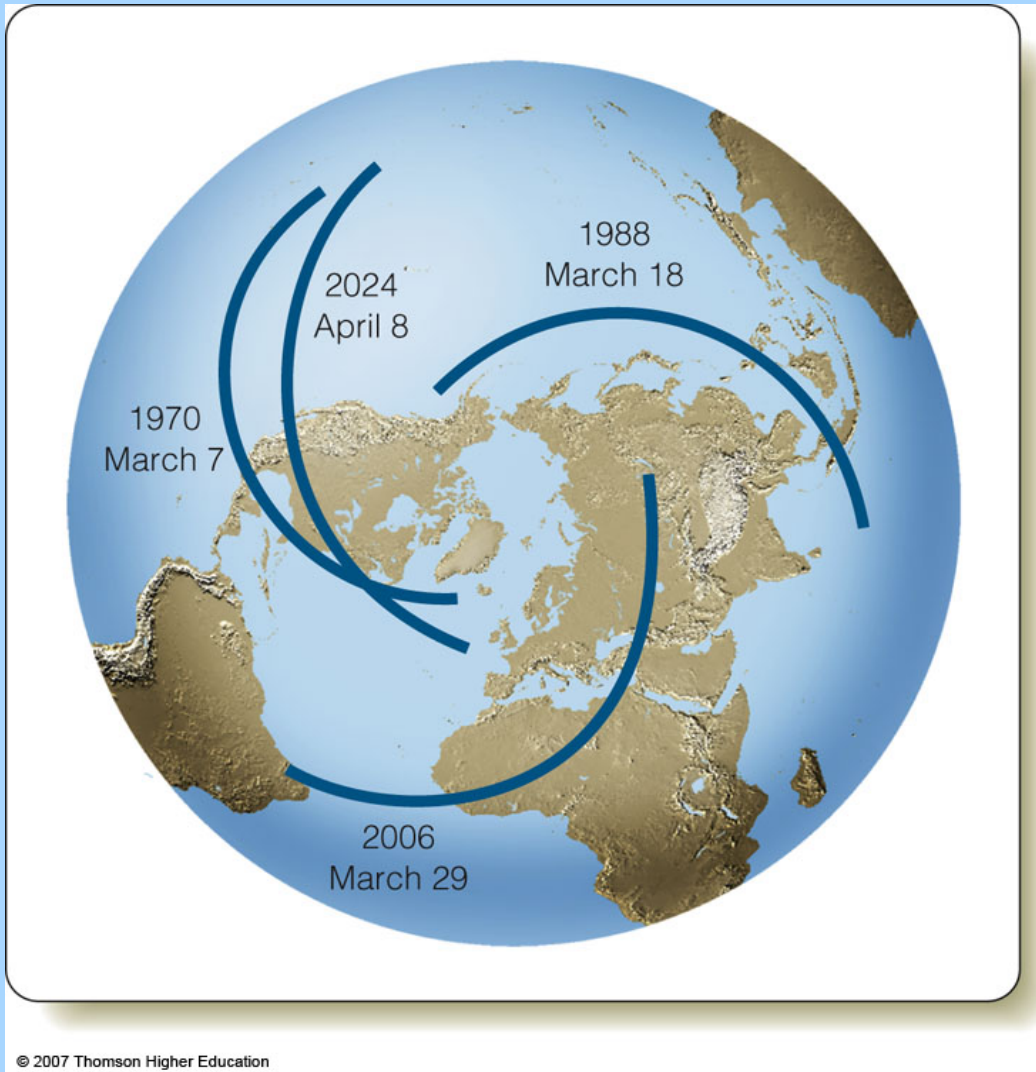 1988
March 18
2024
April 8
1970
March 7
2006
March 29
© 2007 Thomson Higher Education